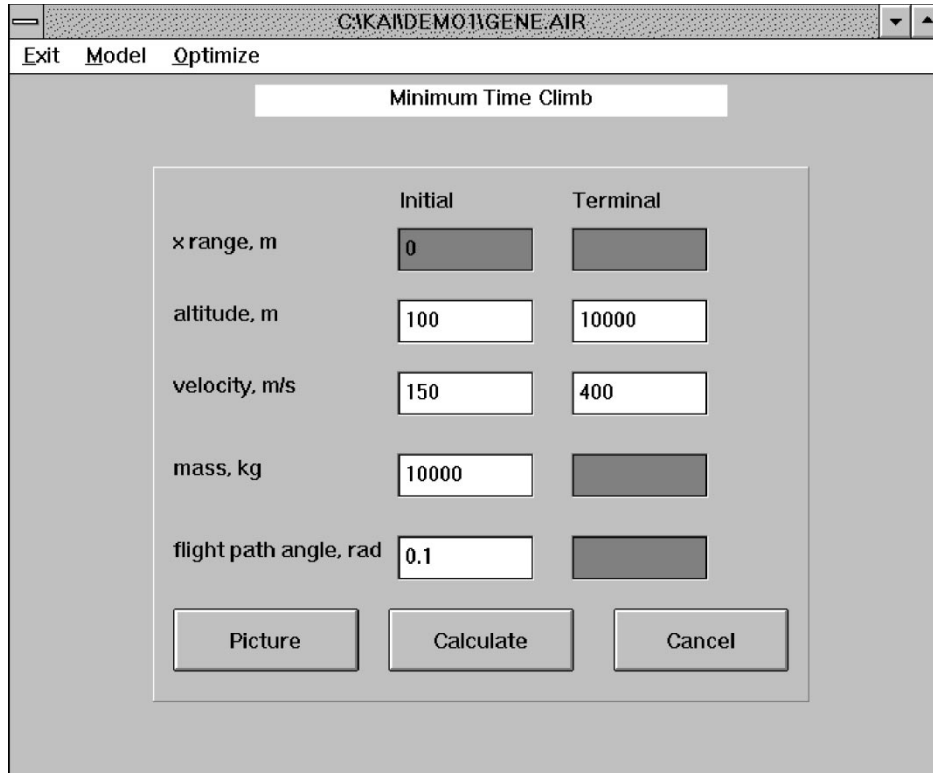 C:\KAI\DEMO1\GENE.AIR
Exit Model Optimize
Minimum Time Climb
Initial Terminal
x range, m 0
altitude, m 100 10000
velocity, m/s 150 400
mass, kg 10000
flight path angle, rad 0.1
Picture Calculate Cancel